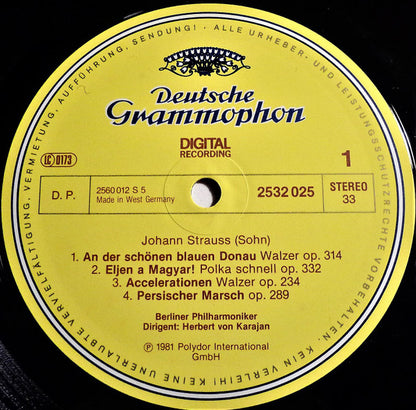 ALLE URHEBER- UND LEISTUNGSSCHUTZRECHTE VORBEHALTEN. KEIN VERLEIH! KEINE UNERLAUBTE VERVIELFÄLTIGUNG, VERMIETUNG, AUFFÜHRUNG, SENDUNG!
Deutsche
Grammophon
DIGITAL
RECORDING
LC 0173
1
D. P.
2560 012 S 5
Made in West Germany
2532 025
STEREO
33
Johann Strauss (Sohn)
1. An der schönen blauen Donau Walzer op. 314
2. Eljen a Magyar! Polka schnell op. 332
3. Accelerationen Walzer op. 234
4. Persischer Marsch op. 289
Berliner Philharmoniker
Dirigent: Herbert von Karajan
℗ 1981 Polydor International
GmbH